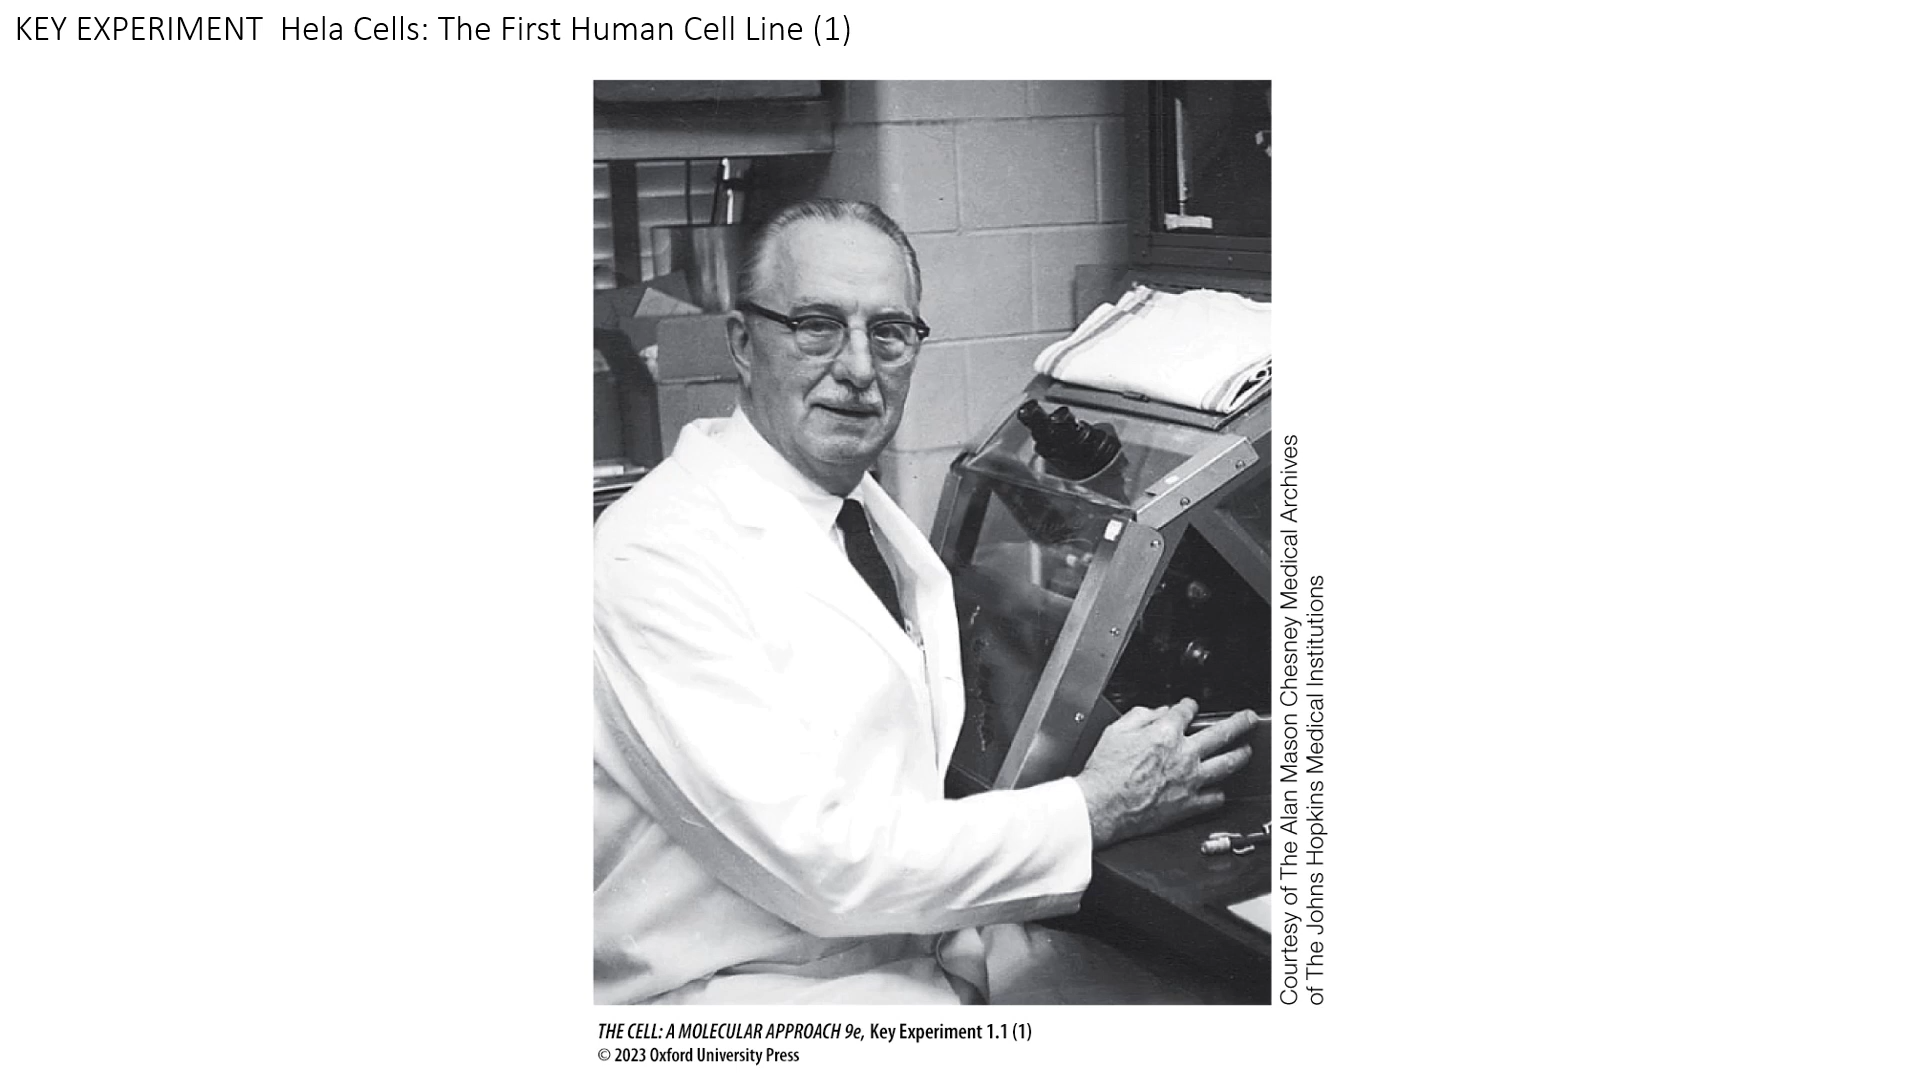 KEY EXPERIMENT  Hela Cells: The First Human Cell Line (1)
Courtesy of The Alan Mason Chesney Medical Archives
of The Johns Hopkins Medical Institutions
THE CELL: A MOLECULAR APPROACH 9e, Key Experiment 1.1 (1)
© 2023 Oxford University Press